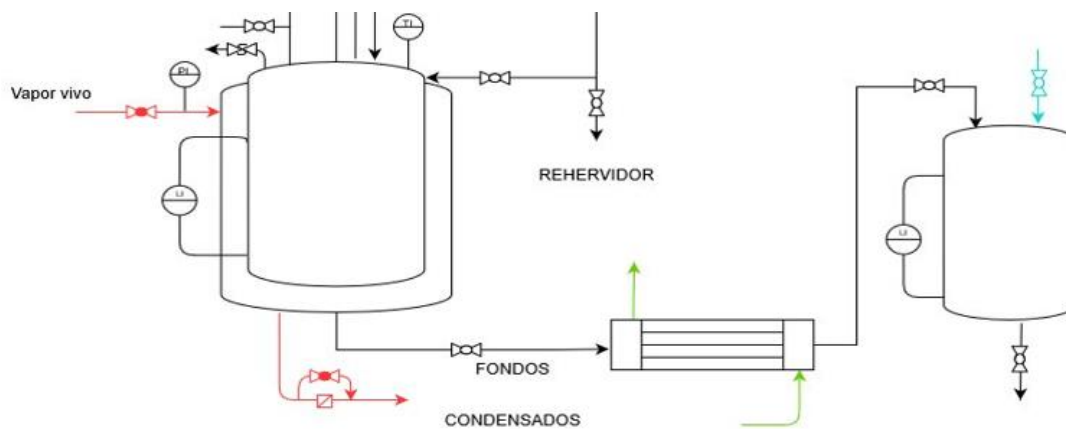 TI
PI
Vapor vivo
REHERVIDOR
LI
LI
FONDOS
CONDENSADOS